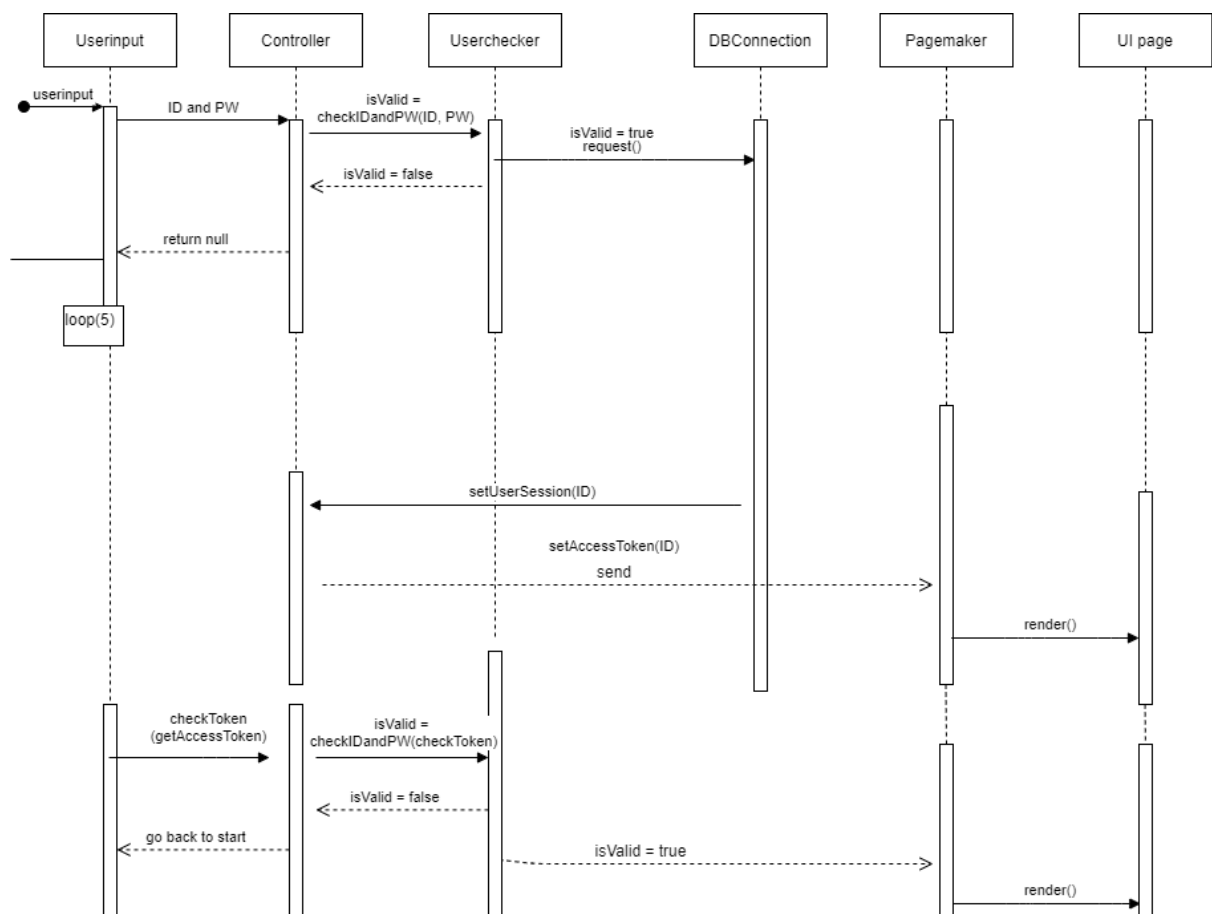 Userinput
Controller
Userchecker
DBConnection
Pagemaker
UI page
userinput
ID and PW
isValid =
checkIDandPW(ID, PW)
isValid = true
request()
isValid = false
return null
loop(5)
setUserSession(ID)
setAccessToken(ID)
send
render()
checkToken
(getAccessToken)
isValid =
checkIDandPW(checkToken)
isValid = false
go back to start
isValid = true
render()